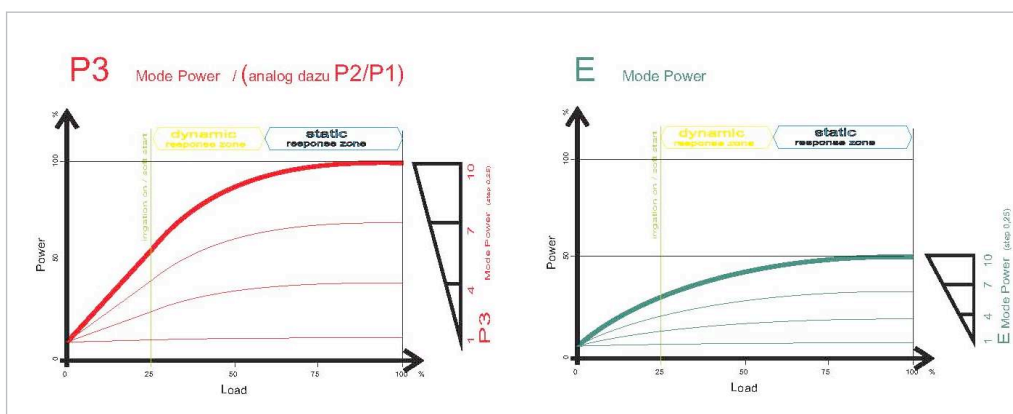 P3 Mode Power / (analog dazu P2/P1)
%
dynamic
response zone
static
response zone
irrgation on / soft start
100
50
0
Power
0 25 50 75 100 %
Load
10
7
4
1
P3 Mode Power (step 0,25)
E Mode Power
%
dynamic
response zone
static
response zone
irrgation on / soft start
100
50
0
Power
0 25 50 75 100 %
Load
10
7
4
1
E Mode Power (step 0,25)